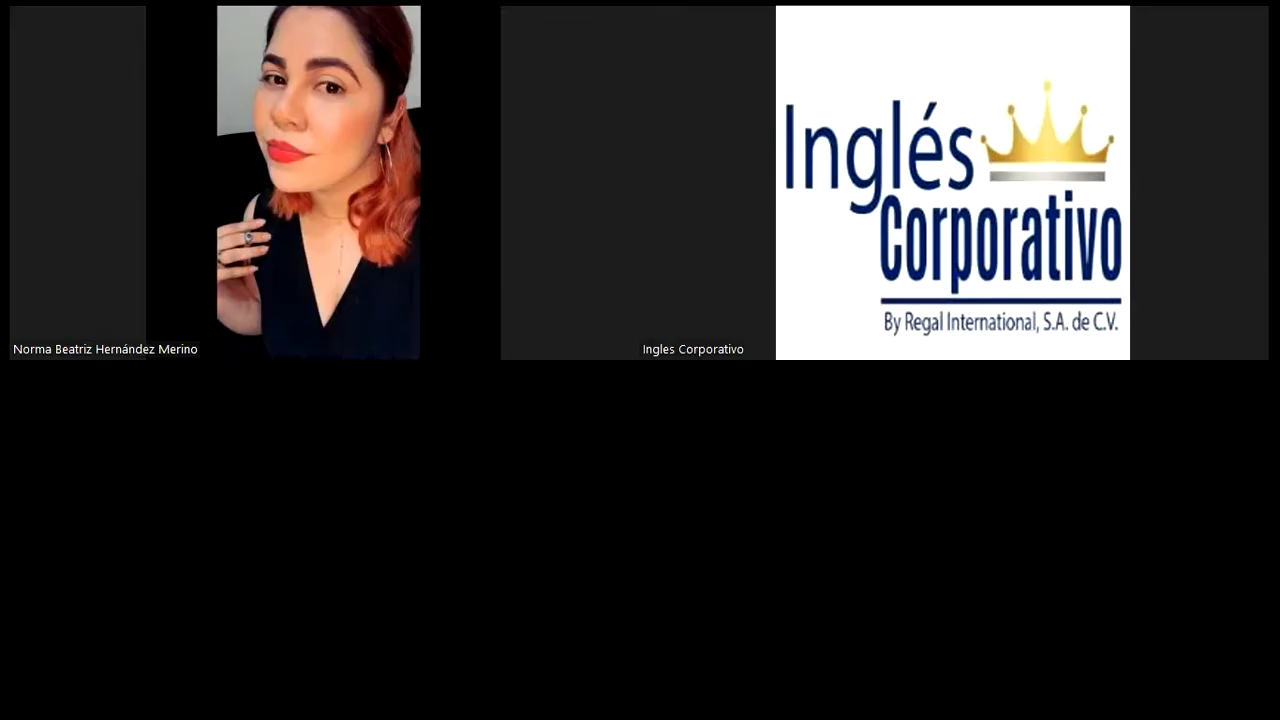 Inglés
Corporativo
By Regal International, S.A. de C.V.
Norma Beatriz Hernández Merino
Ingles Corporativo